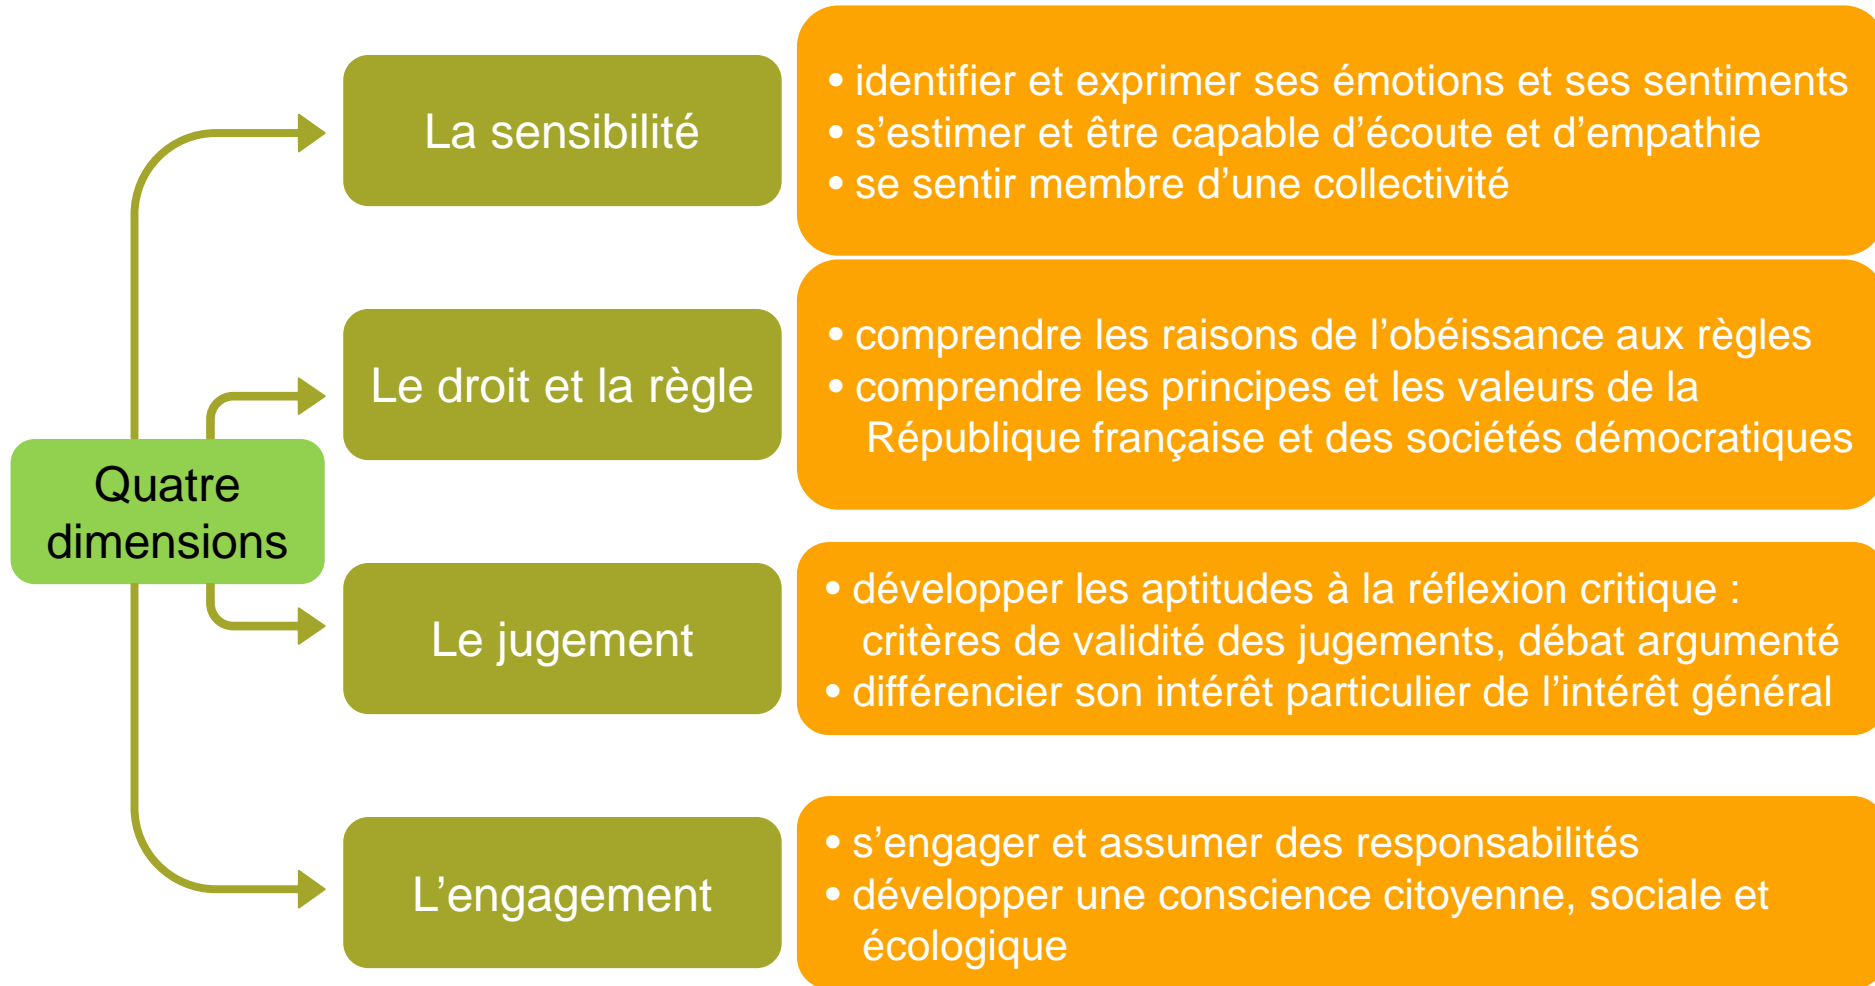 Quatre
dimensions
La sensibilité
• identifier et exprimer ses émotions et ses sentiments
• s’estimer et être capable d’écoute et d’empathie
• se sentir membre d’une collectivité
Le droit et la règle
• comprendre les raisons de l’obéissance aux règles
• comprendre les principes et les valeurs de la
République française et des sociétés démocratiques
Le jugement
• développer les aptitudes à la réflexion critique :
critères de validité des jugements, débat argumenté
• différencier son intérêt particulier de l’intérêt général
L’engagement
• s’engager et assumer des responsabilités
• développer une conscience citoyenne, sociale et
écologique